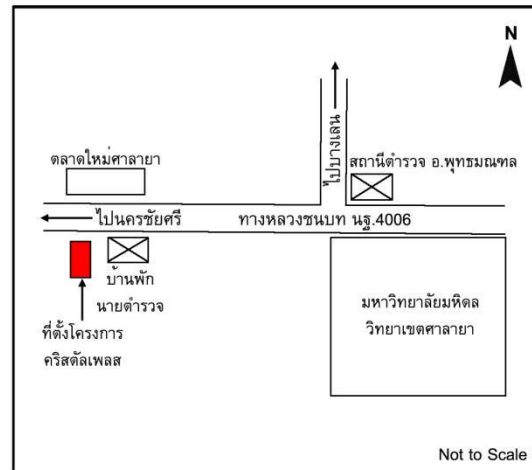 N
ไปบางเลน
ตลาดใหม่ศาลายา
สถานีตำรวจ อ.พุทธมณฑล
ไปนครชัยศรี
ทางหลวงชนบท นฐ.4006
บ้านพัก
นายตำรวจ
ที่ตั้งโครงการ
คริสตัลเพลส
มหาวิทยาลัยมหิดล
วิทยาเขตศาลายา
Not to Scale